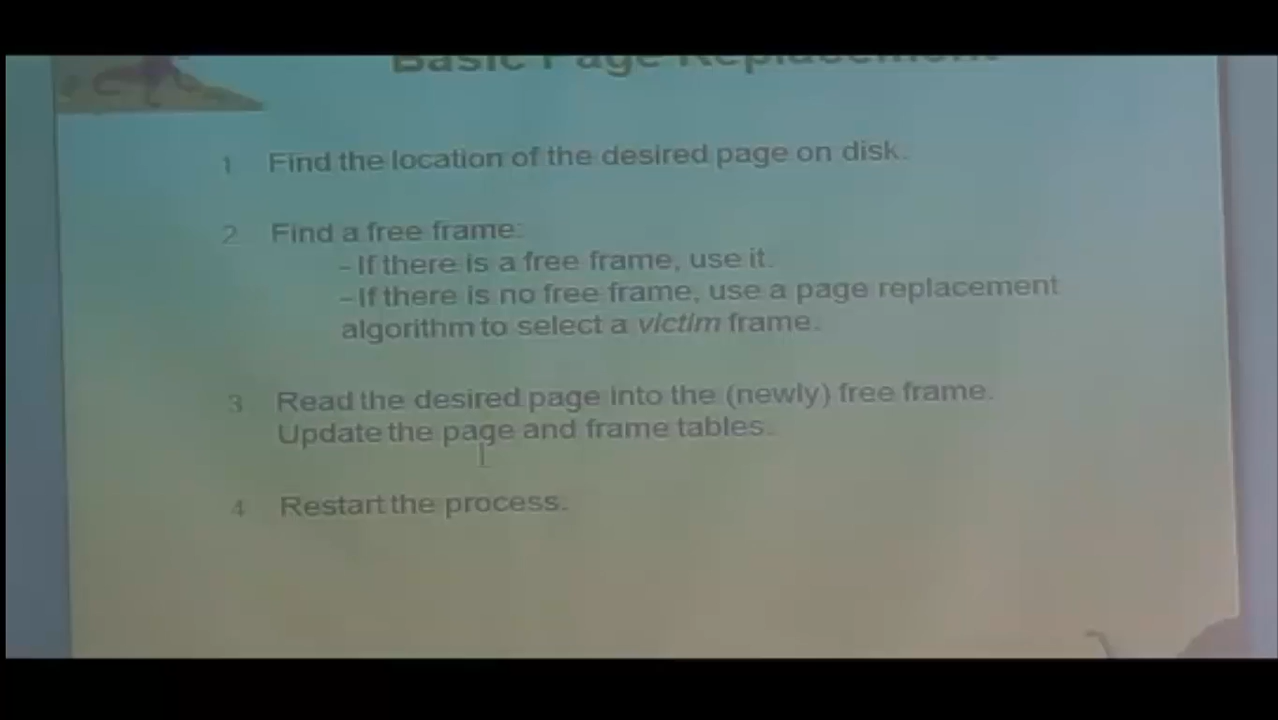 Basic Page Replacement
1 Find the location of the desired page on disk.
2 Find a free frame:
- If there is a free frame, use it.
- If there is no free frame, use a page replacement
algorithm to select a victim frame.
3 Read the desired page into the (newly) free frame.
Update the page and frame tables.
4 Restart the process.